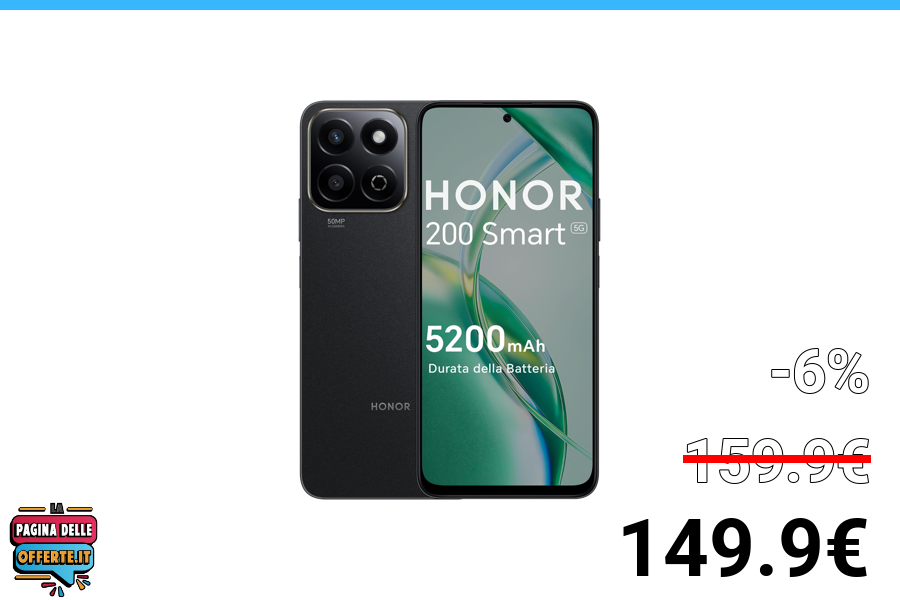 HONOR
200 Smart 5G
50MP
5200mAh
Durata della Batteria
HONOR
-6%
159.9€
149.9€
LA
PAGINA DELLE
OFFERTE.IT